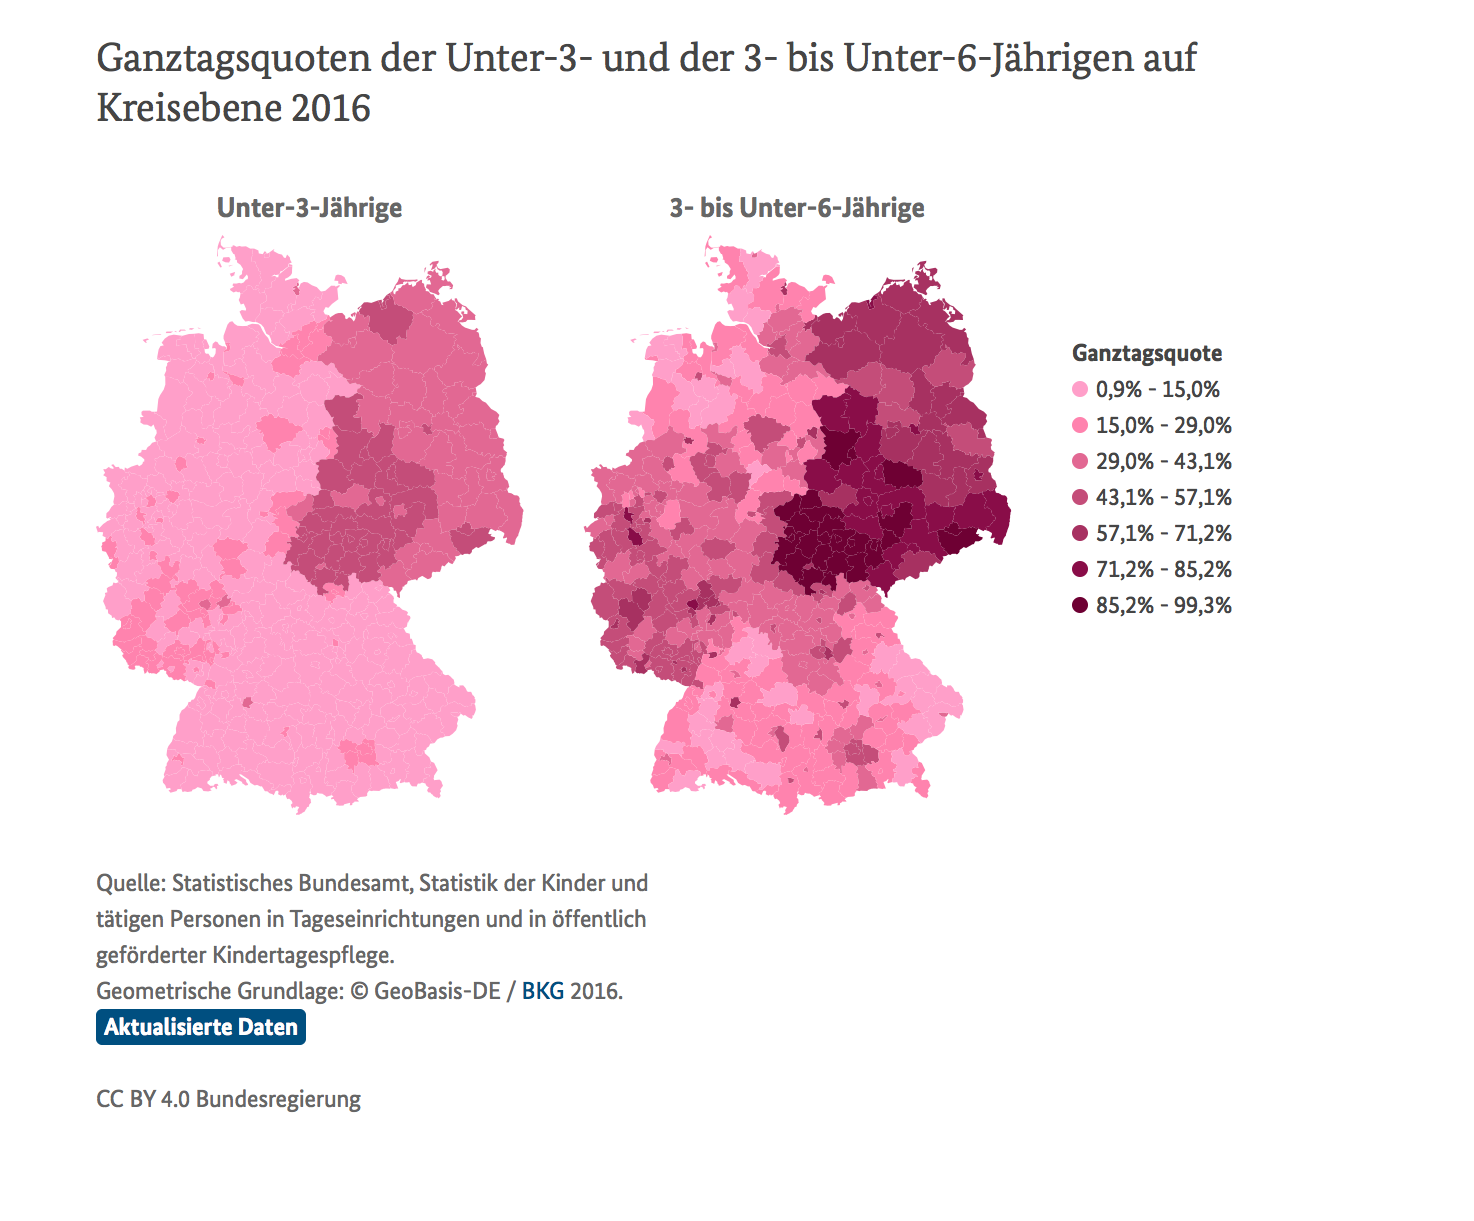 Ganztagsquoten der Unter-3- und der 3- bis Unter-6-Jährigen auf
Kreisebene 2016
Unter-3-Jährige
3- bis Unter-6-Jährige
Ganztagsquote
0,9% - 15,0%
15,0% - 29,0%
29,0% - 43,1%
43,1% - 57,1%
57,1% - 71,2%
71,2% - 85,2%
85,2% - 99,3%
Quelle: Statistisches Bundesamt, Statistik der Kinder und
tätigen Personen in Tageseinrichtungen und in öffentlich
geförderter Kindertagespflege.
Geometrische Grundlage: © GeoBasis-DE / BKG 2016.
Aktualisierte Daten
CC BY 4.0 Bundesregierung